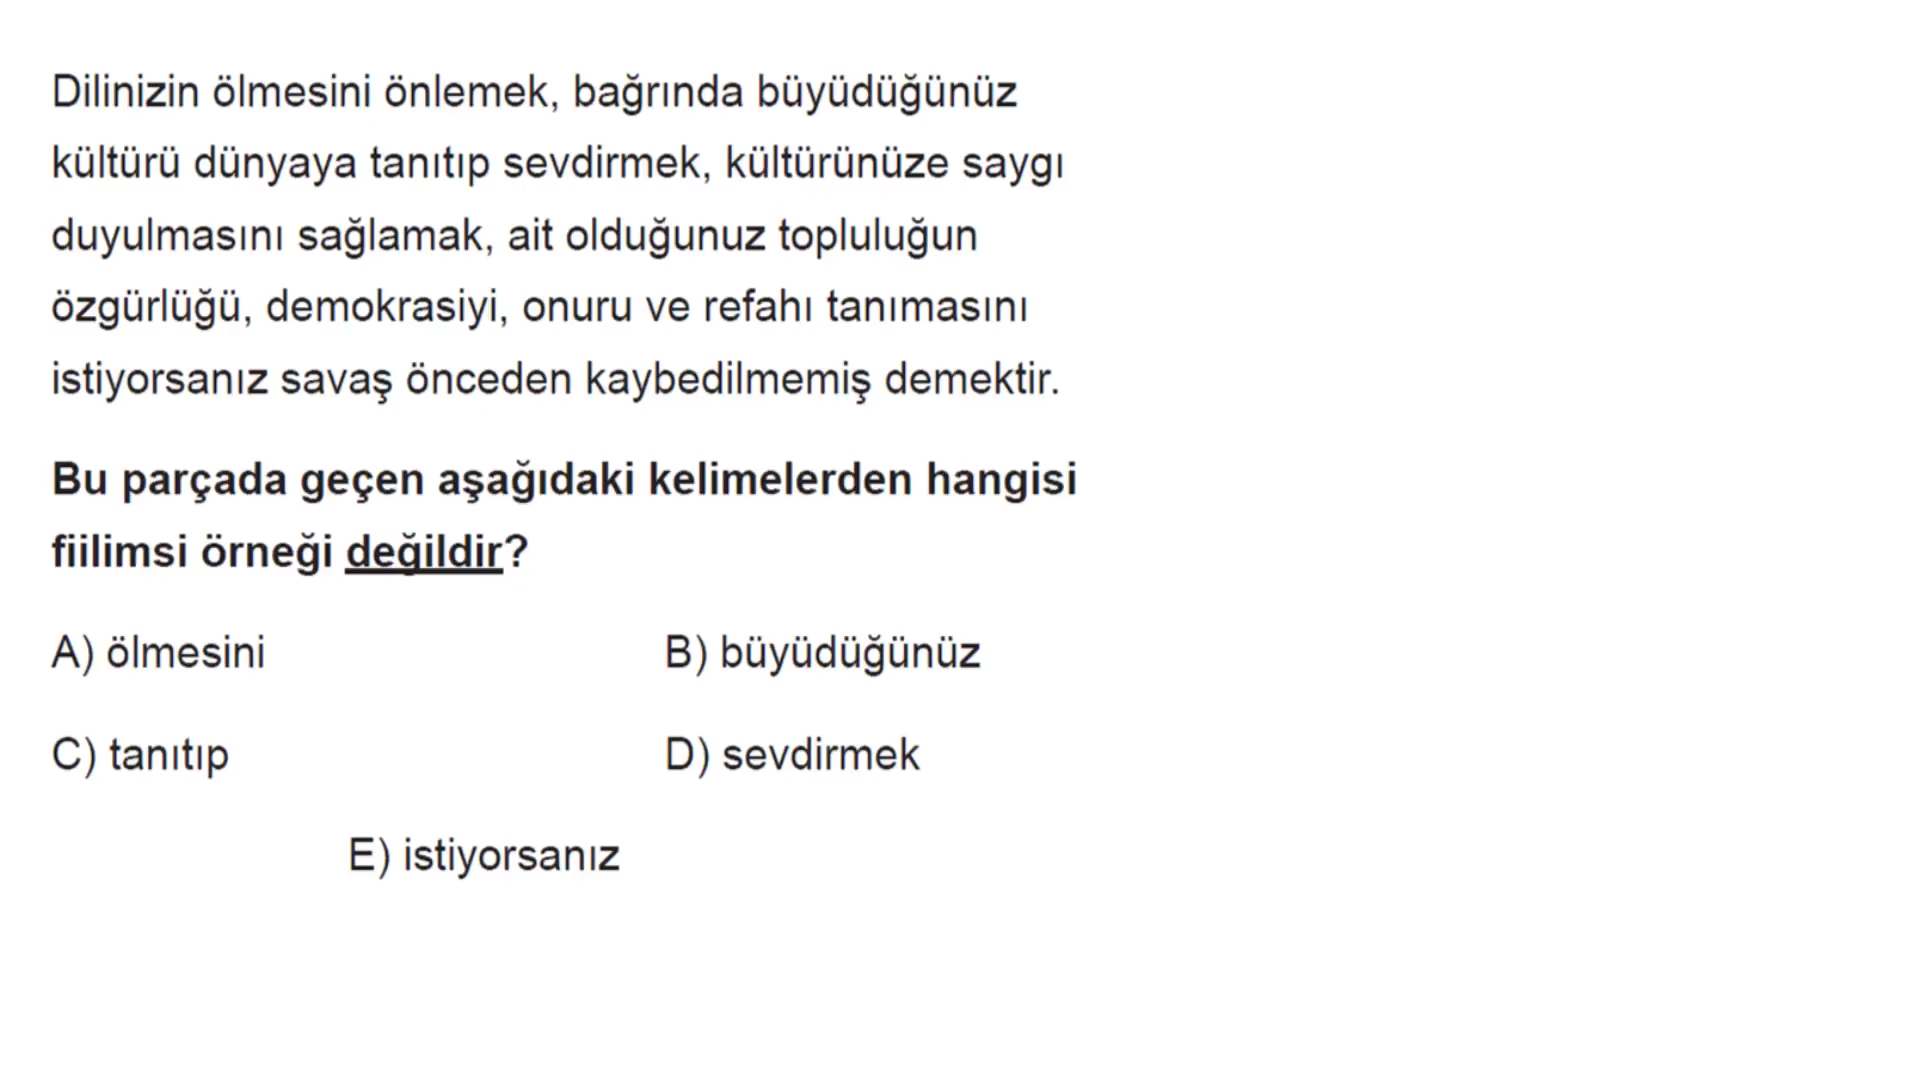 Dilinizin ölmesini önlemek, bağrında büyüdüğünüz
kültürü dünyaya tanıtıp sevdirmek, kültürünüze saygı
duyulmasını sağlamak, ait olduğunuz topluluğun
özgürlüğü, demokrasiyi, onuru ve refahı tanımasını
istiyorsanız savaş önceden kaybedilmemiş demektir.
Bu parçada geçen aşağıdaki kelimelerden hangisi
fiilimsi örneği değildir?
A) ölmesini B) büyüdüğünüz
C) tanıtıp D) sevdirmek
E) istiyorsanız